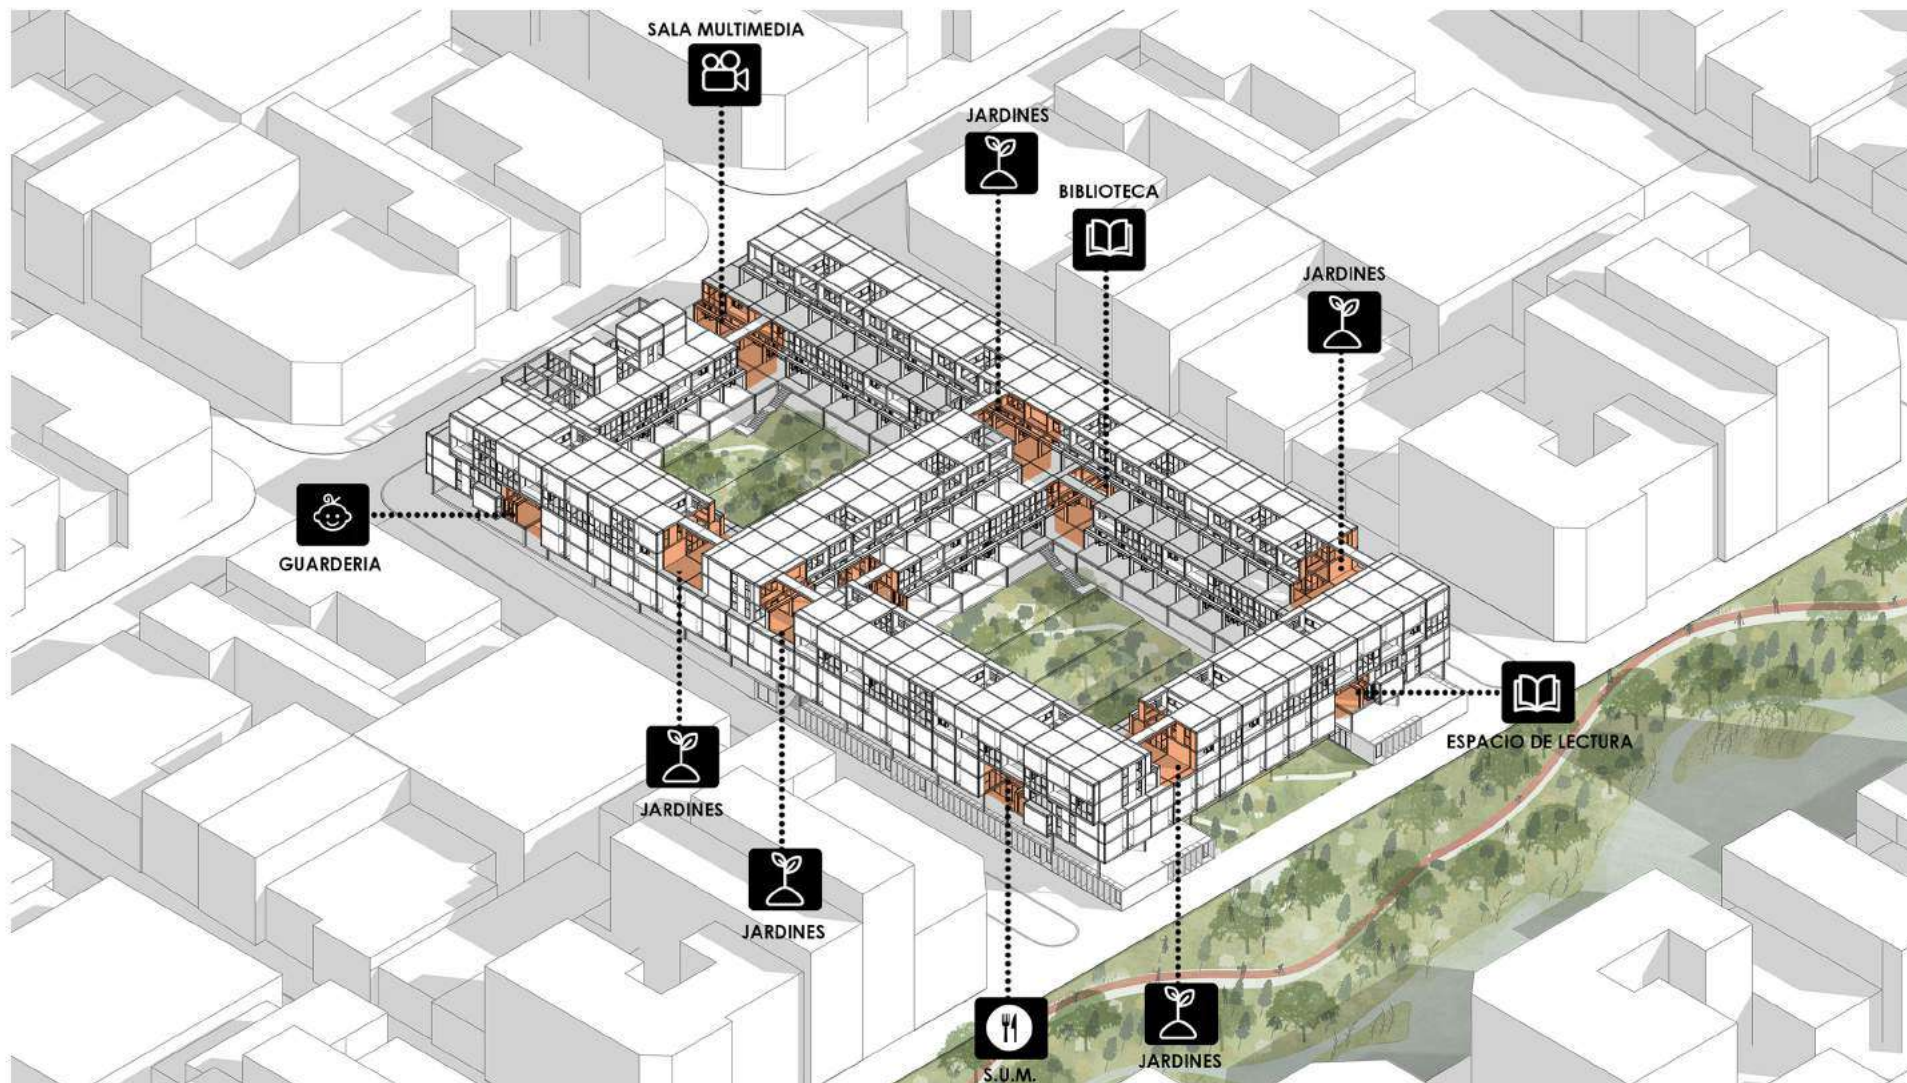 SALA MULTIMEDIA
JARDINES
BIBLIOTECA
JARDINES
GUARDERIA
ESPACIO DE LECTURA
JARDINES
JARDINES
JARDINES
S.U.M.